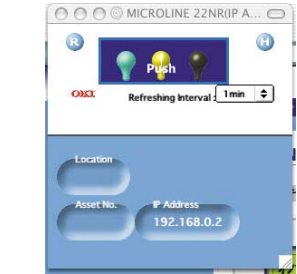 MICROLINE 22NR(IP A...
R
H
Push
OKI
Refreshing Interval : 1min
Location
Asset No.
IP Address
192.168.0.2